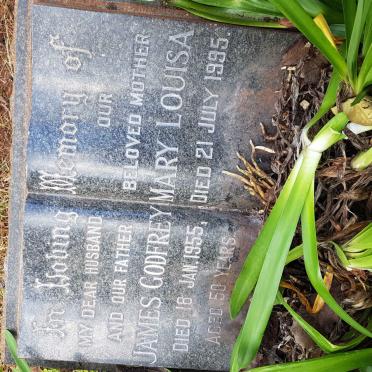 In Loving
MY DEAR HUSBAND
AND OUR FATHER
JAMES GODFREY
DIED 18 JAN. 1955.
AGED 50 YEARS.
Memory of
OUR
BELOVED MOTHER
MARY LOUISA
DIED 21 JULY 1995.